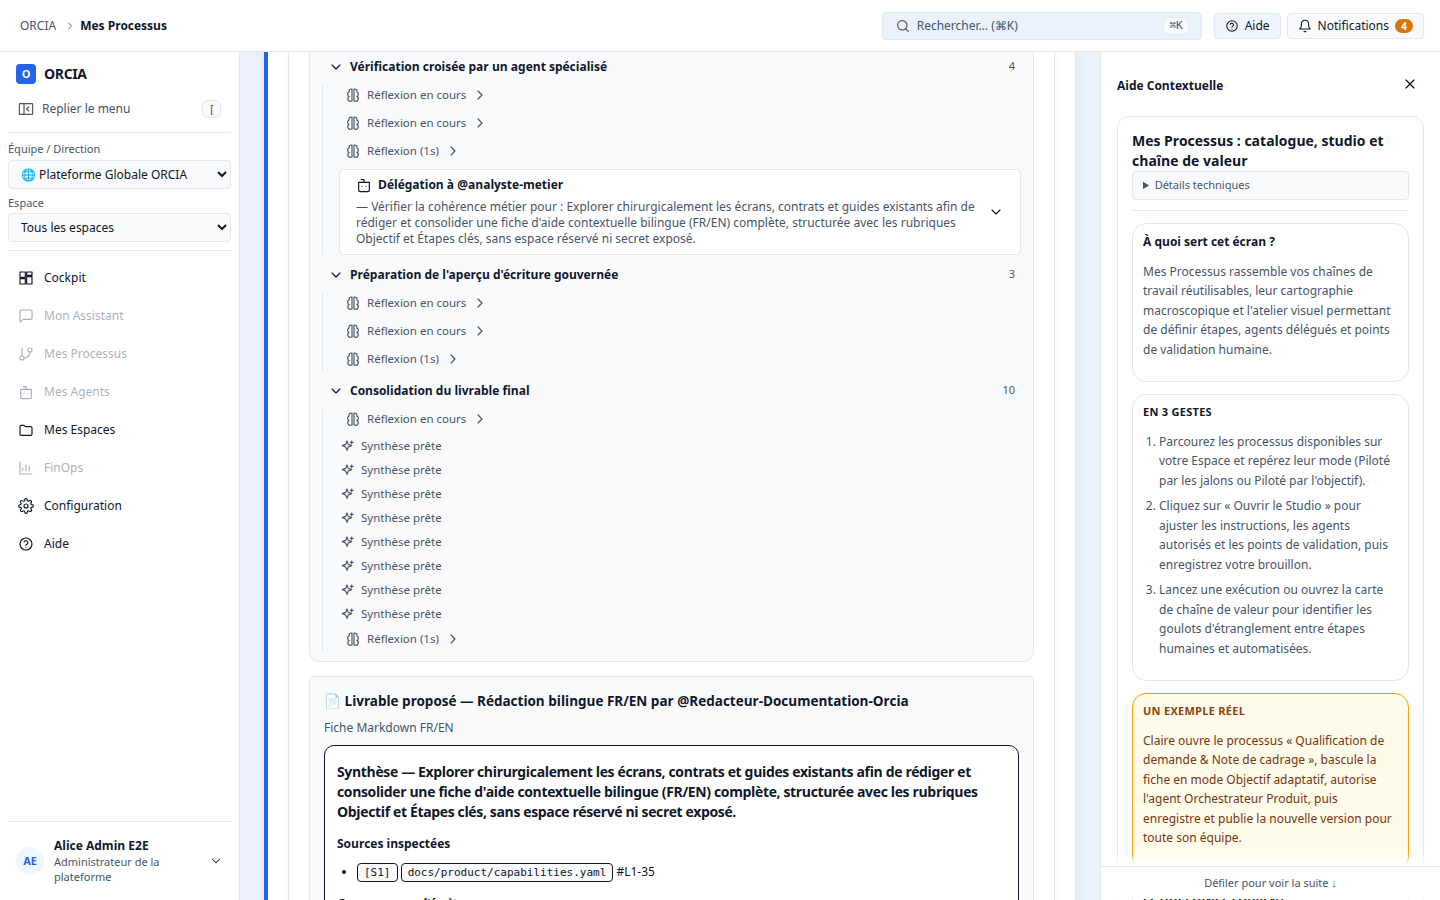 ORCIA > Mes Processus
Rechercher... (⌘K)
⌘K
Aide
Notifications 4
O ORCIA
Replier le menu [
Équipe / Direction
🌐 Plateforme Globale ORCIA
Espace
Tous les espaces
Cockpit
Mon Assistant
Mes Processus
Mes Agents
Mes Espaces
FinOps
Configuration
Aide
AE
Alice Admin E2E
Administrateur de la
plateforme
Vérification croisée par un agent spécialisé 4
Réflexion en cours
Réflexion en cours
Réflexion (1s)
Délégation à @analyste-metier
— Vérifier la cohérence métier pour : Explorer chirurgicalement les écrans, contrats et guides existants afin de
rédiger et consolider une fiche d'aide contextuelle bilingue (FR/EN) complète, structurée avec les rubriques
Objectif et Étapes clés, sans espace réservé ni secret exposé.
Préparation de l'aperçu d'écriture gouvernée 3
Réflexion en cours
Réflexion en cours
Réflexion (1s)
Consolidation du livrable final 10
Réflexion en cours
Synthèse prête
Synthèse prête
Synthèse prête
Synthèse prête
Synthèse prête
Synthèse prête
Synthèse prête
Synthèse prête
Réflexion (1s)
📄 Livrable proposé — Rédaction bilingue FR/EN par @Redacteur-Documentation-Orcia
Fiche Markdown FR/EN
Synthèse — Explorer chirurgicalement les écrans, contrats et guides existants afin de rédiger et
consolider une fiche d'aide contextuelle bilingue (FR/EN) complète, structurée avec les rubriques
Objectif et Étapes clés, sans espace réservé ni secret exposé.
Sources inspectées
• [S1] docs/product/capabilities.yaml #L1-35
Aide Contextuelle
Mes Processus : catalogue, studio et
chaîne de valeur
▶ Détails techniques
À quoi sert cet écran ?
Mes Processus rassemble vos chaînes de
travail réutilisables, leur cartographie
macroscopique et l'atelier visuel permettant
de définir étapes, agents délégués et points
de validation humaine.
EN 3 GESTES
1. Parcourez les processus disponibles sur
votre Espace et repérez leur mode (Piloté
par les jalons ou Piloté par l'objectif).
2. Cliquez sur « Ouvrir le Studio » pour
ajuster les instructions, les agents
autorisés et les points de validation, puis
enregistrez votre brouillon.
3. Lancez une exécution ou ouvrez la carte
de chaîne de valeur pour identifier les
goulots d'étranglement entre étapes
humaines et automatisées.
UN EXEMPLE RÉEL
Claire ouvre le processus « Qualification de
demande & Note de cadrage », bascule la
fiche en mode Objectif adaptatif, autorise
l'agent Orchestrateur Produit, puis
enregistre et publie la nouvelle version pour
toute son équipe.
Défiler pour voir la suite ↓